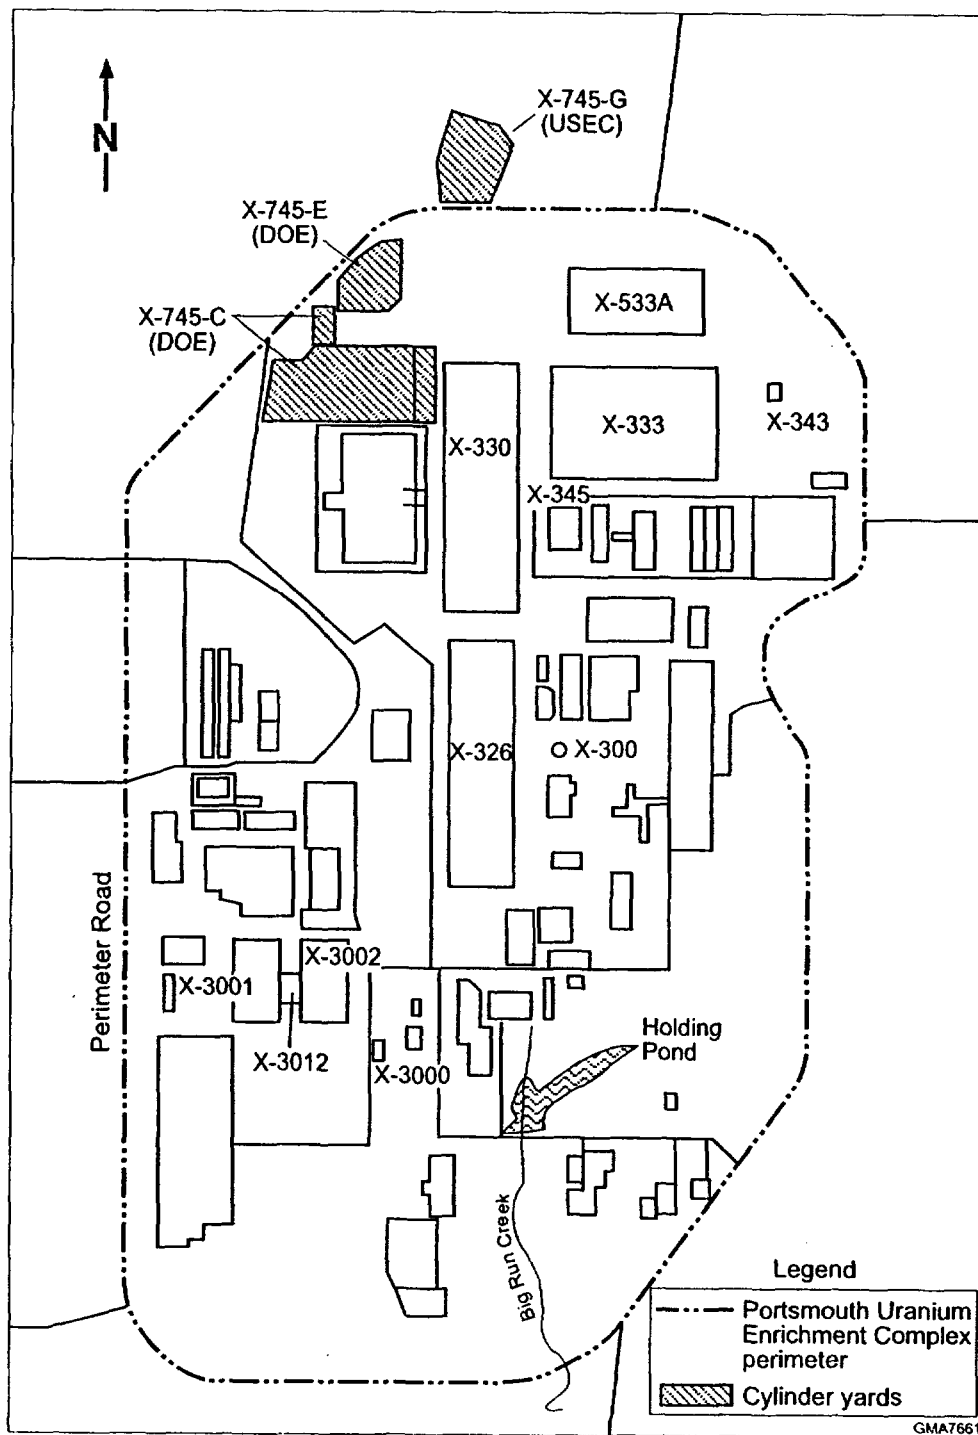 X-745-G
(USEC)
N
X-745-E
(DOE)
X-745-C
(DOE)
X-533A
X-333
X-343
X-330
X-345
X-326
X-300
Perimeter Road
X-3002
X-3001
X-3012
X-3000
Holding
Pond
Big Run Creek
Legend
Portsmouth Uranium
Enrichment Complex
perimeter
Cylinder yards
GMA7661